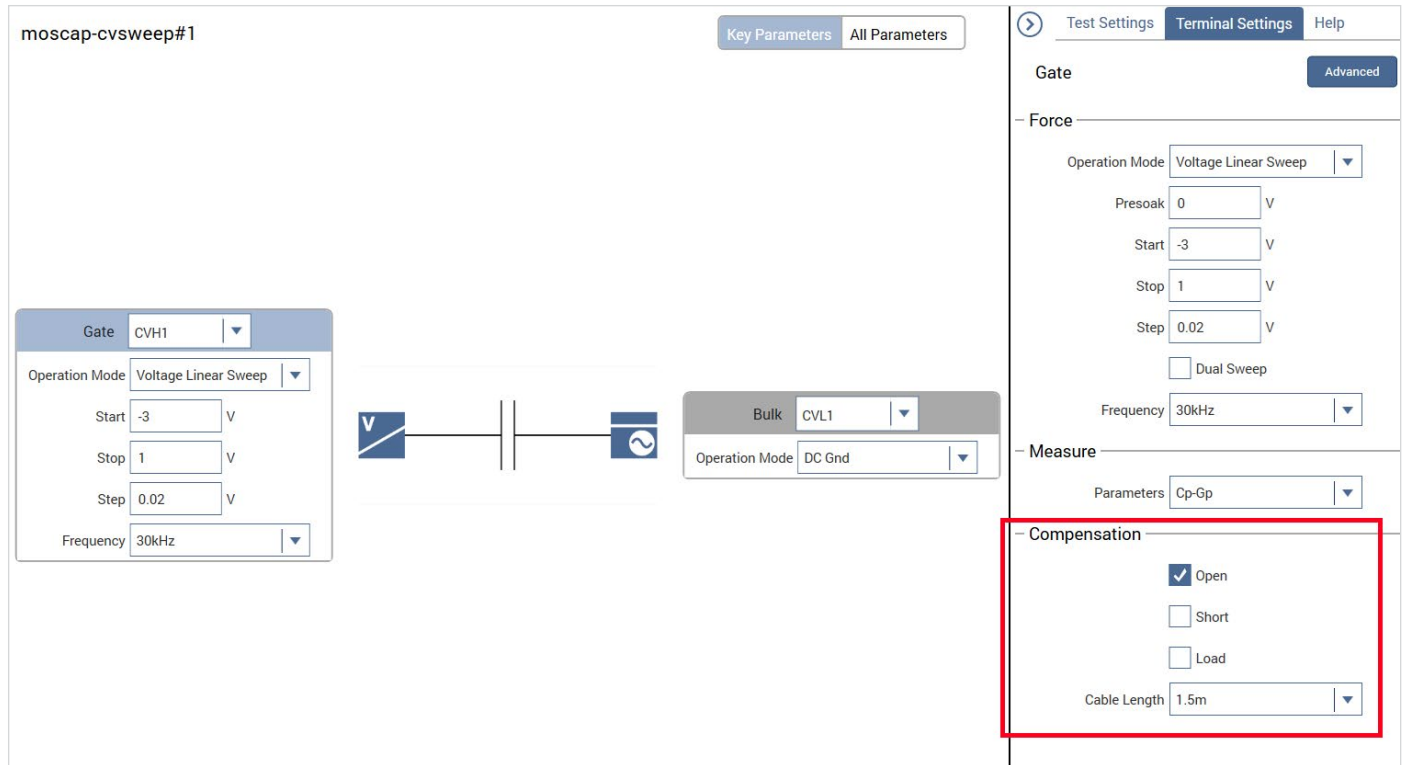 moscap-cvsweep#1
Key Parameters All Parameters
Gate CVH1
Operation Mode Voltage Linear Sweep
Start -3 V
Stop 1 V
Step 0.02 V
Frequency 30kHz
V
Bulk CVL1
Operation Mode DC Gnd
Test Settings Terminal Settings Help
Gate Advanced
Force
Operation Mode Voltage Linear Sweep
Presoak 0 V
Start -3 V
Stop 1 V
Step 0.02 V
Dual Sweep
Frequency 30kHz
Measure
Parameters Cp-Gp
Compensation
Open
Short
Load
Cable Length 1.5m